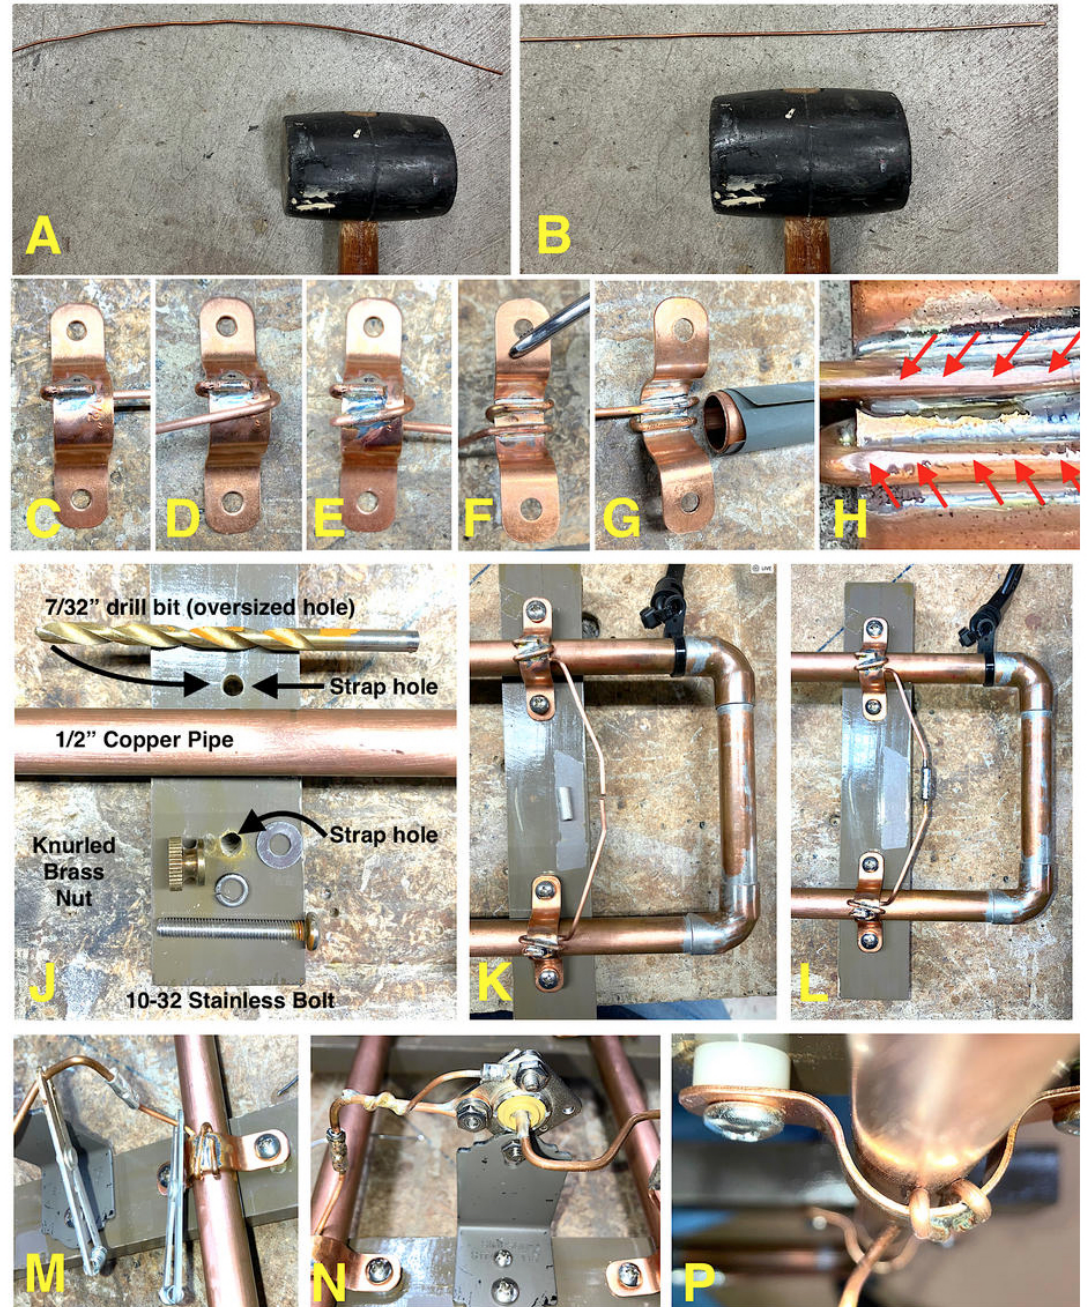 A
B
C
D
E
F
G
H
7/32” drill bit (oversized hole)
Strap hole
1/2” Copper Pipe
Strap hole
Knurled
Brass
Nut
J
10-32 Stainless Bolt
LIVE
K
L
M
N
P